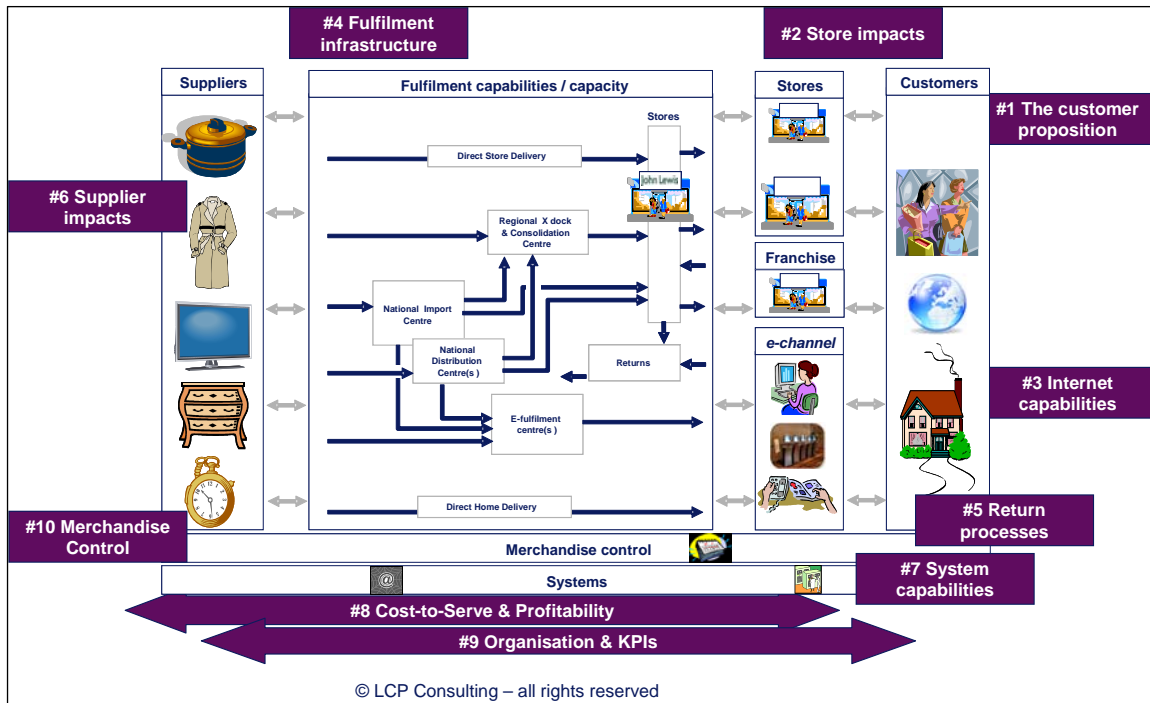 #4 Fulfilment
infrastructure
#2 Store impacts
Suppliers
Fulfilment capabilities / capacity
Stores
Customers
#1 The customer
proposition
Stores
Direct Store Delivery
John Lewis
#6 Supplier
impacts
Regional X dock
& Consolidation
Centre
Franchise
National Import
Centre
National
Distribution
Centre(s )
Returns
e-channel
#3 Internet
capabilities
E-fulfilment
centre(s )
Direct Home Delivery
#5 Return
processes
#10 Merchandise
Control
Merchandise control
@
Systems
#7 System
capabilities
#8 Cost-to-Serve & Profitability
#9 Organisation & KPIs
© LCP Consulting – all rights reserved